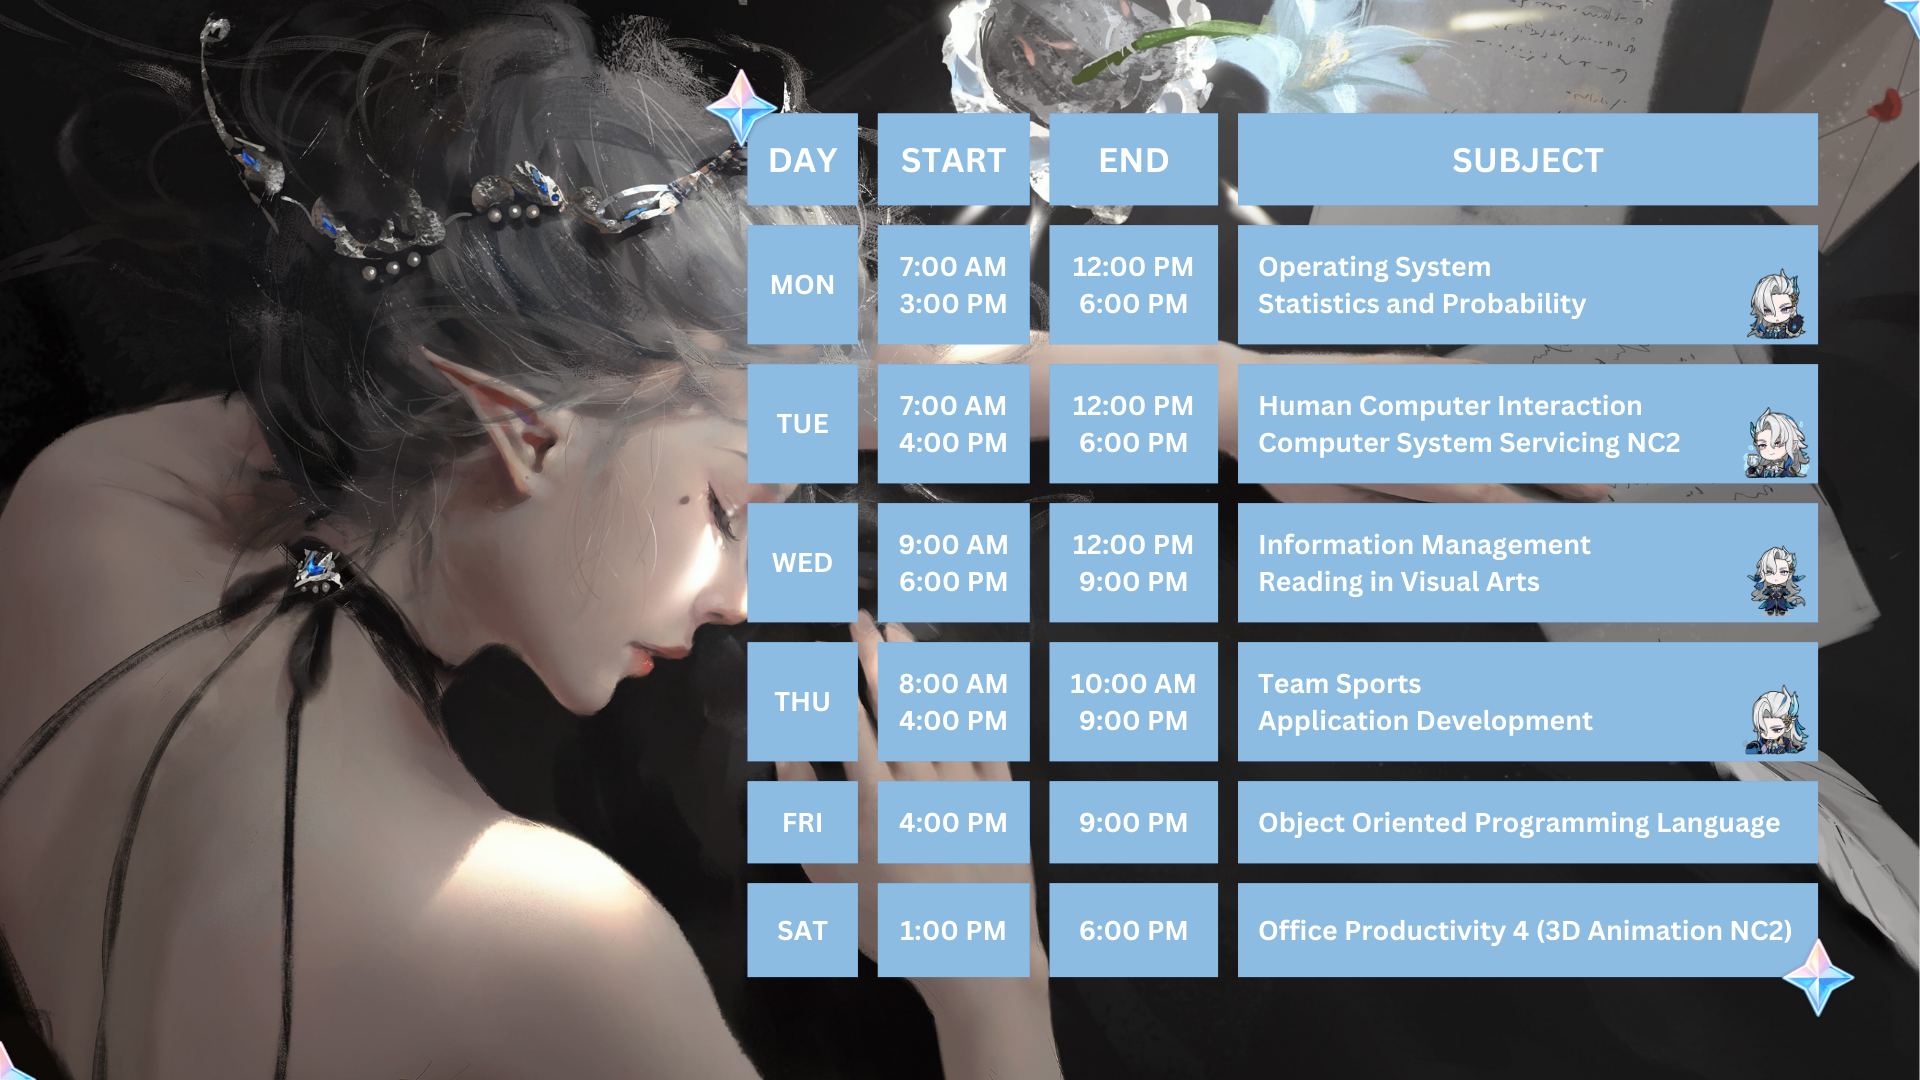 DAY START END SUBJECT
MON 7:00 AM 12:00 PM Operating System
3:00 PM 6:00 PM Statistics and Probability
TUE 7:00 AM 12:00 PM Human Computer Interaction
4:00 PM 6:00 PM Computer System Servicing NC2
WED 9:00 AM 12:00 PM Information Management
6:00 PM 9:00 PM Reading in Visual Arts
THU 8:00 AM 10:00 AM Team Sports
4:00 PM 9:00 PM Application Development
FRI 4:00 PM 9:00 PM Object Oriented Programming Language
SAT 1:00 PM 6:00 PM Office Productivity 4 (3D Animation NC2)